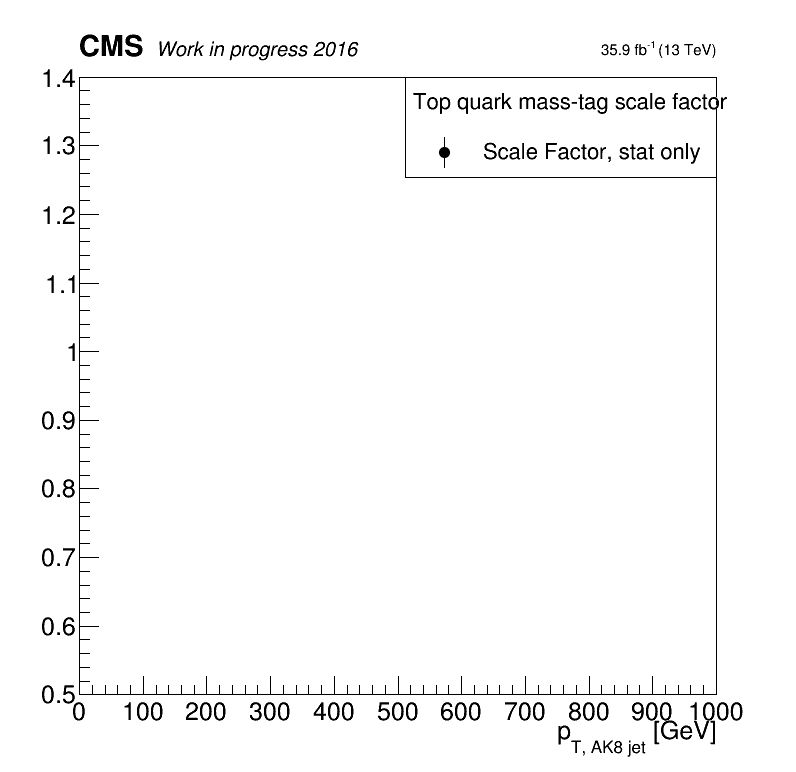 CMS Work in progress 2016 35.9 fb-1 (13 TeV)
1.4
Top quark mass-tag scale factor
1.3
Scale Factor, stat only
1.2
1.1
1
0.9
0.8
0.7
0.6
0.5
0 100 200 300 400 500 600 700 800 900 1000
pT, AK8 jet [GeV]